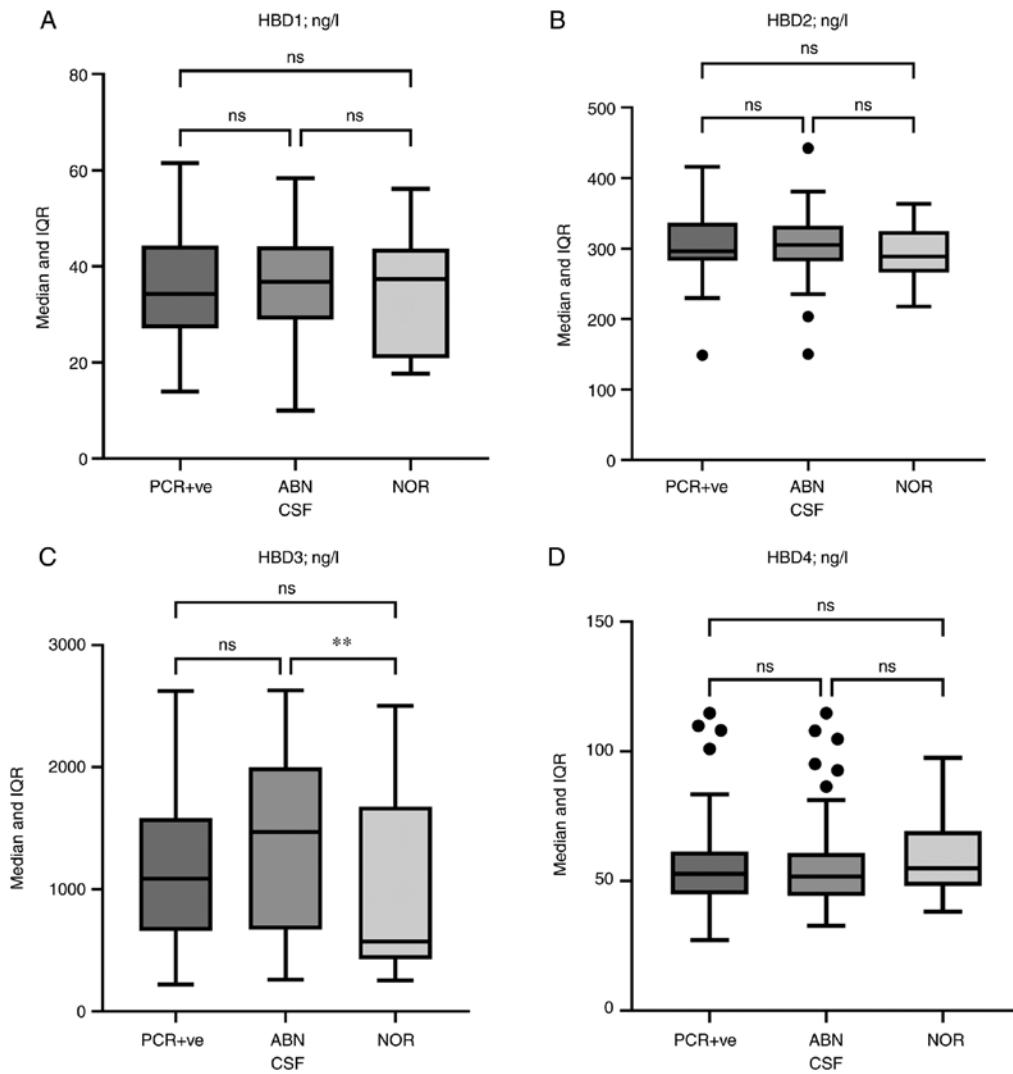 A
HBD1; ng/l
ns
ns
ns
80
60
40
20
0
Median and IQR
PCR+ve
ABN
NOR
CSF
B
HBD2; ng/l
ns
ns
ns
500
400
300
300
100
0
Median and IQR
PCR+ve
ABN
NOR
CSF
C
HBD3; ng/l
ns
ns
**
3000
2000
1000
0
Median and IQR
PCR+ve
ABN
NOR
CSF
D
HBD4; ng/l
ns
ns
ns
150
100
50
0
Median and IQR
PCR+ve
ABN
NOR
CSF